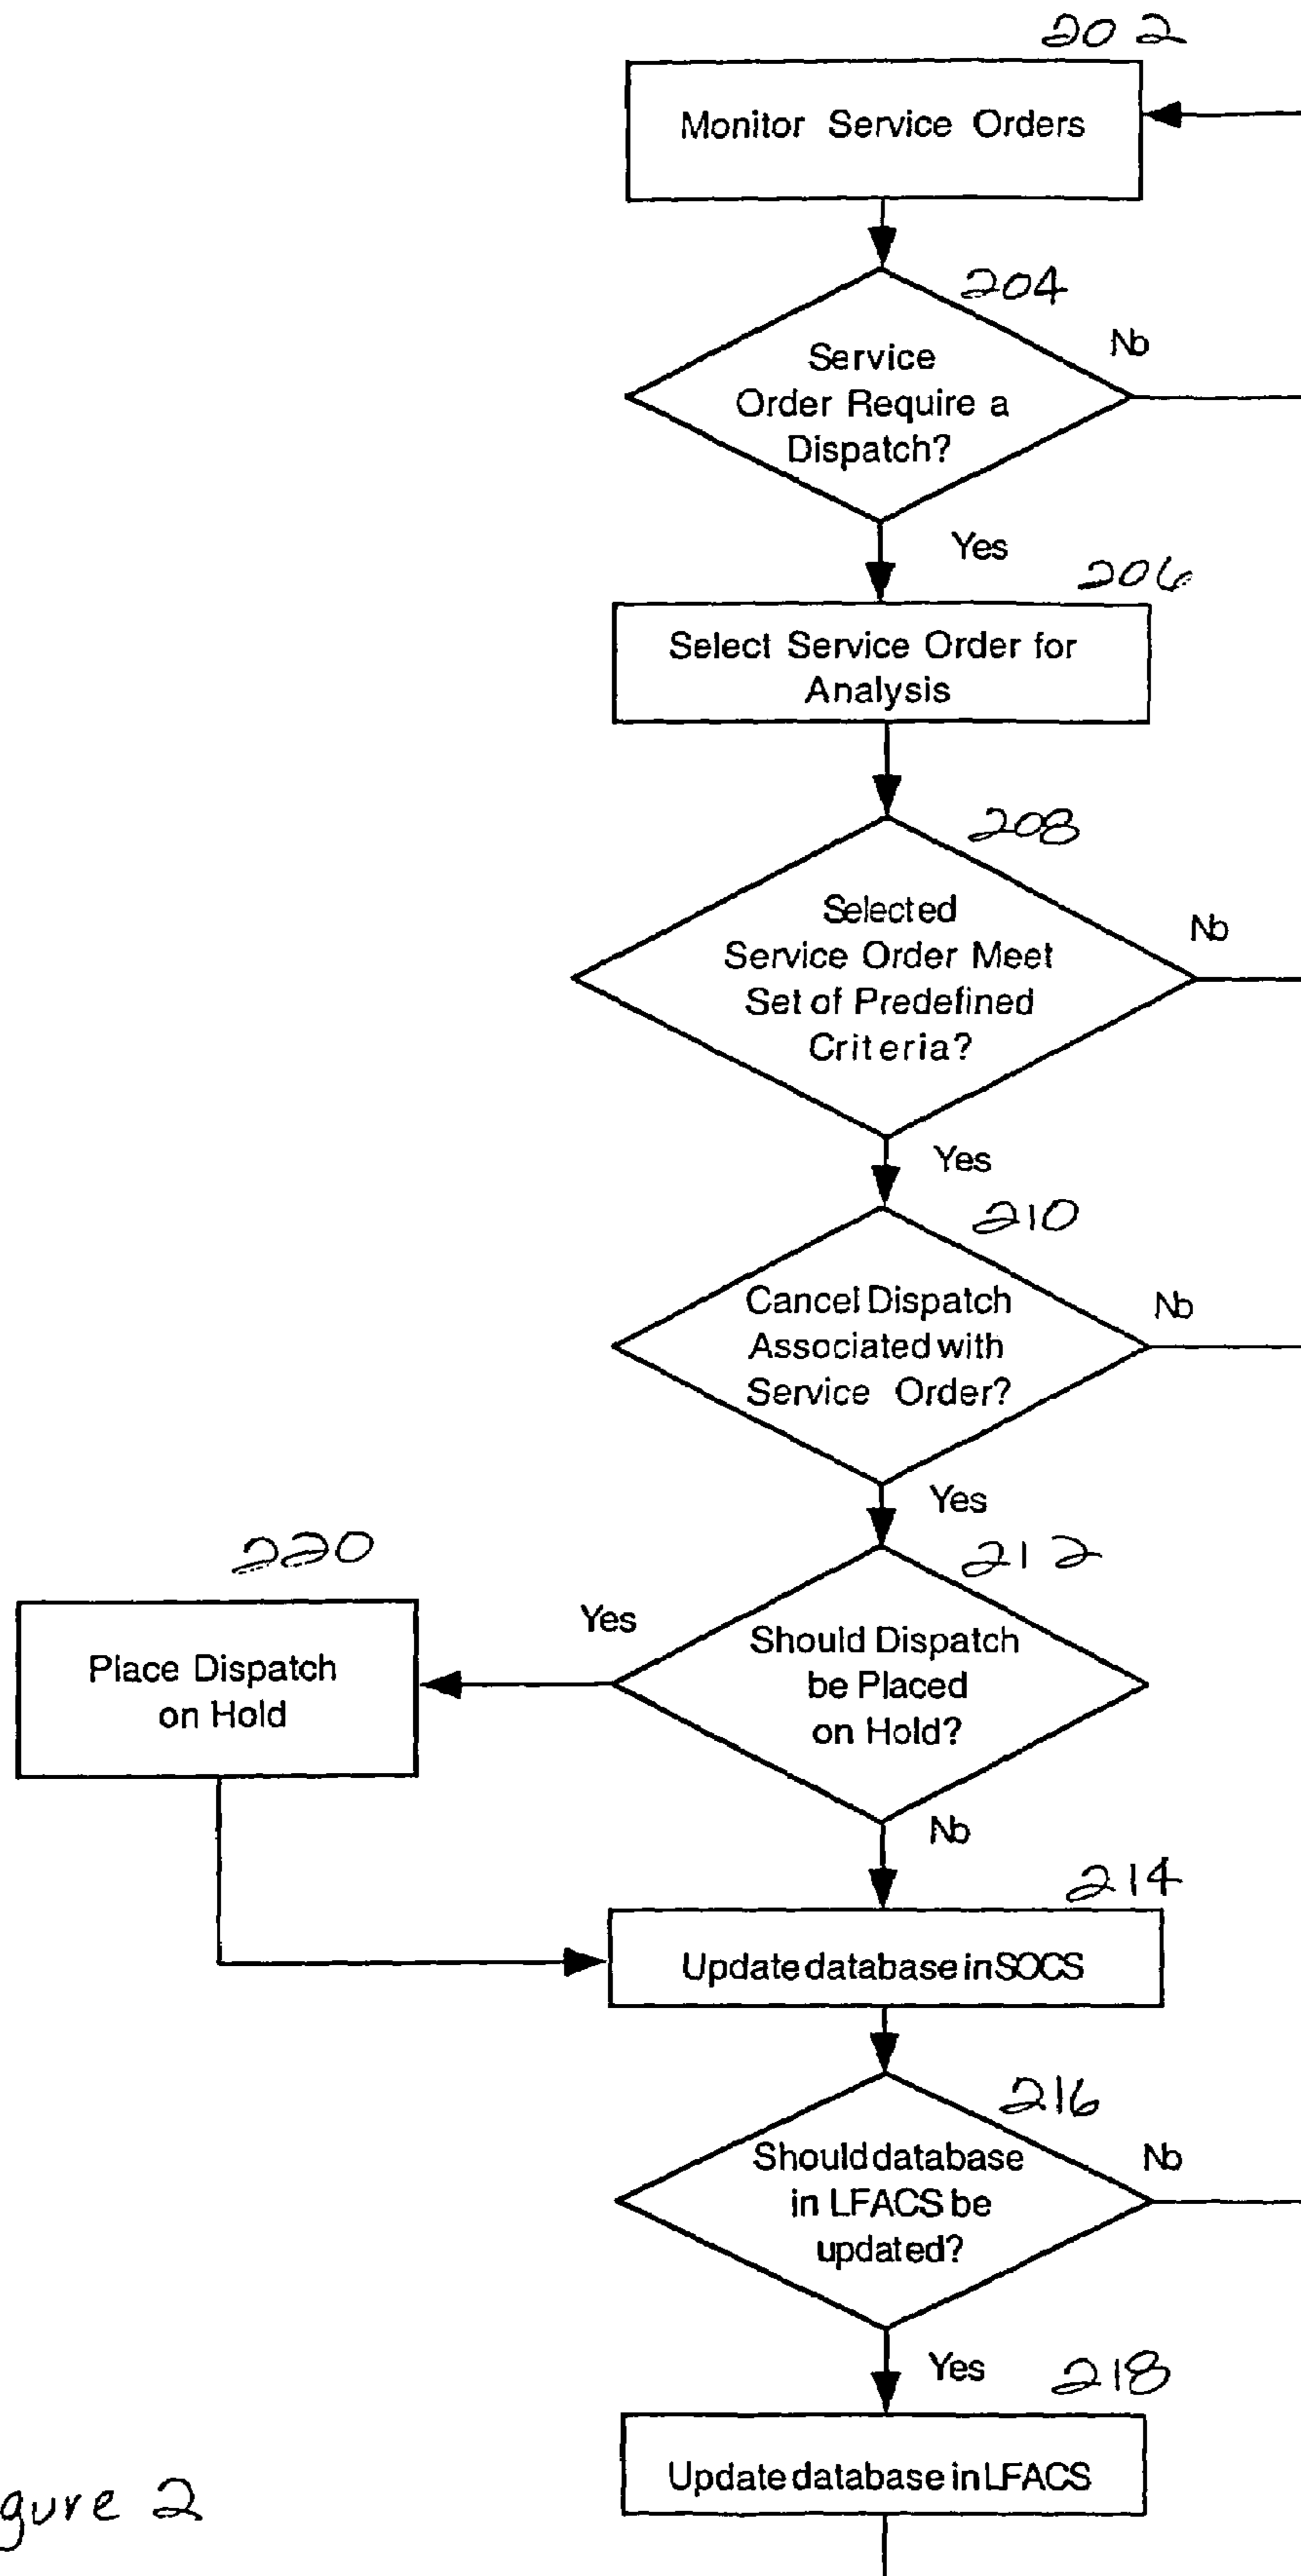 202
Monitor Service Orders
204
No
Service
Order Require a
Dispatch?
Yes
206
Select Service Order for
Analysis
208
No
Selected
Service Order Meet
Set of Predefined
Criteria?
Yes
210
No
Cancel Dispatch
Associated with
Service Order?
Yes
212
220
Yes
Should Dispatch
be Placed
on Hold?
Place Dispatch
on Hold
No
214
Update database in SOCS
216
No
Should database
in LFACS be
updated?
Yes
218
Update database in LFACS
gure 2